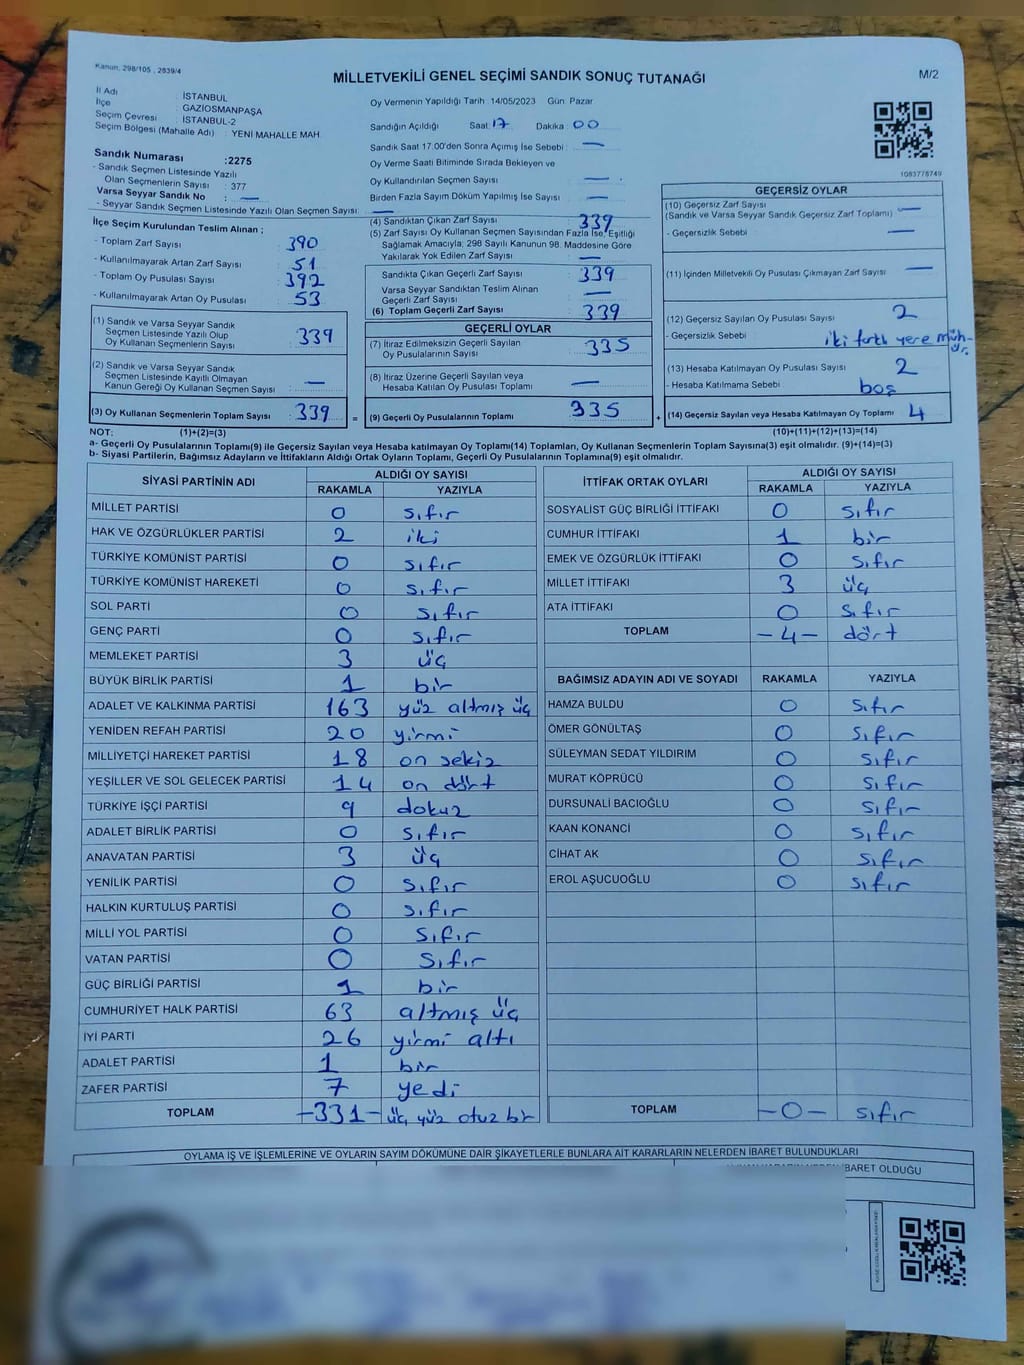 Kanun, 298/105 , 2839/4
MİLLETVEKİLİ GENEL SEÇİMİ SANDIK SONUÇ TUTANAĞI
M/2
İl Adı : İSTANBUL
İlçe : GAZİOSMANPAŞA
Seçim Çevresi : İSTANBUL-2
Seçim Bölgesi (Mahalle Adı) : YENİ MAHALLE MAH.
Oy Vermenin Yapıldığı Tarih 14/05/2023 Gün: Pazar
Sandığın Açıldığı Saat: 17 Dakika: 00
Sandık Saat 17.00'den Sonra Açılmış İse Sebebi : —
Oy Verme Saati Bitiminde Sırada Bekleyen ve
Oy Kullandırılan Seçmen Sayısı : —
Birden Fazla Sayım Döküm Yapılmış İse Sayısı : —
1083778749
Sandık Numarası :2275
- Sandık Seçmen Listesinde Yazılı
Olan Seçmenlerin Sayısı : 377
Varsa Seyyar Sandık No : —
- Seyyar Sandık Seçmen Listesinde Yazılı Olan Seçmen Sayısı: —
İlçe Seçim Kurulundan Teslim Alınan ;
- Toplam Zarf Sayısı 390
- Kullanılmayarak Artan Zarf Sayısı 51
- Toplam Oy Pusulası Sayısı 392
- Kullanılmayarak Artan Oy Pusulası 53
(4) Sandıktan Çıkan Zarf Sayısı 339
(5) Zarf Sayısı Oy Kullanan Seçmen Sayısından Fazla İse, Eşitliği
Sağlamak Amacıyla; 298 Sayılı Kanunun 98. Maddesine Göre
Yakılarak Yok Edilen Zarf Sayısı —
Sandıkta Çıkan Geçerli Zarf Sayısı 339
Varsa Seyyar Sandıktan Teslim Alınan
Geçerli Zarf Sayısı —
(6) Toplam Geçerli Zarf Sayısı 339
GEÇERSİZ OYLAR
(10) Geçersiz Zarf Sayısı
(Sandık ve Varsa Seyyar Sandık Geçersiz Zarf Toplamı) —
- Geçersizlik Sebebi —
(11) İçinden Milletvekili Oy Pusulası Çıkmayan Zarf Sayısı —
(12) Geçersiz Sayılan Oy Pusulası Sayısı 2
- Geçersizlik Sebebi iki farklı yere müh-
ür.
(13) Hesaba Katılmayan Oy Pusulası Sayısı 2
- Hesaba Katılmama Sebebi boş
(1) Sandık ve Varsa Seyyar Sandık
Seçmen Listesinde Yazılı Olup
Oy Kullanan Seçmenlerin Sayısı 339
(2) Sandık ve Varsa Seyyar Sandık
Seçmen Listesinde Kayıtlı Olmayan
Kanun Gereği Oy Kullanan Seçmen Sayısı —
GEÇERLİ OYLAR
(7) İtiraz Edilmeksizin Geçerli Sayılan
Oy Pusulalarının Sayısı 335
(8) İtiraz Üzerine Geçerli Sayılan veya
Hesaba Katılan Oy Pusulası Toplamı —
(3) Oy Kullanan Seçmenlerin Toplam Sayısı 339 = (9) Geçerli Oy Pusulalarının Toplamı 335 + (14) Geçersiz Sayılan veya Hesaba Katılmayan Oy Toplamı 4
NOT: (1)+(2)=(3) (10)+(11)+(12)+(13)=(14)
a- Geçerli Oy Pusulalarının Toplamı(9) ile Geçersiz Sayılan veya Hesaba katılmayan Oy Toplamı(14) Toplamları, Oy Kullanan Seçmenlerin Toplam Sayısına(3) eşit olmalıdır. (9)+(14)=(3)
b- Siyasi Partilerin, Bağımsız Adayların ve İttifakların Aldığı Ortak Oyların Toplamı, Geçerli Oy Pusulalarının Toplamına(9) eşit olmalıdır.
SİYASİ PARTİNİN ADI ALDIĞI OY SAYISI
RAKAMLA YAZIYLA
MİLLET PARTİSİ 0 sıfır
HAK VE ÖZGÜRLÜKLER PARTİSİ 2 iki
TÜRKİYE KOMÜNİST PARTİSİ 0 sıfır
TÜRKİYE KOMÜNİST HAREKETİ 0 sıfır
SOL PARTİ 0 sıfır
GENÇ PARTİ 0 sıfır
MEMLEKET PARTİSİ 3 üç
BÜYÜK BİRLİK PARTİSİ 1 bir
ADALET VE KALKINMA PARTİSİ 163 yüz altmış üç
YENİDEN REFAH PARTİSİ 20 yirmi
MİLLİYETÇİ HAREKET PARTİSİ 18 on sekiz
YEŞİLLER VE SOL GELECEK PARTİSİ 14 on dört
TÜRKİYE İŞÇİ PARTİSİ 9 dokuz
ADALET BİRLİK PARTİSİ 0 sıfır
ANAVATAN PARTİSİ 3 üç
YENİLİK PARTİSİ 0 sıfır
HALKIN KURTULUŞ PARTİSİ 0 sıfır
MİLLİ YOL PARTİSİ 0 sıfır
VATAN PARTİSİ 0 sıfır
GÜÇ BİRLİĞİ PARTİSİ 1 bir
CUMHURİYET HALK PARTİSİ 63 altmış üç
İYİ PARTİ 26 yirmi altı
ADALET PARTİSİ 1 bir
ZAFER PARTİSİ 7 yedi
TOPLAM -331- üç yüz otuz bir
İTTİFAK ORTAK OYLARI ALDIĞI OY SAYISI
RAKAMLA YAZIYLA
SOSYALİST GÜÇ BİRLİĞİ İTTİFAKI 0 sıfır
CUMHUR İTTİFAKI 1 bir
EMEK VE ÖZGÜRLÜK İTTİFAKI 0 sıfır
MİLLET İTTİFAKI 3 üç
ATA İTTİFAKI 0 sıfır
TOPLAM -4- dört
BAĞIMSIZ ADAYIN ADI VE SOYADI RAKAMLA YAZIYLA
HAMZA BULDU 0 sıfır
ÖMER GÖNÜLTAŞ 0 sıfır
SÜLEYMAN SEDAT YILDIRIM 0 sıfır
MURAT KÖPRÜCÜ 0 sıfır
DURSUNALİ BACIOĞLU 0 sıfır
KAAN KONANCİ 0 sıfır
CİHAT AK 0 sıfır
EROL AŞUCUOĞLU 0 sıfır
TOPLAM -0- sıfır
OYLAMA İŞ VE İŞLEMLERİNE VE OYLARIN SAYIM DÖKÜMÜNE DAİR ŞİKAYETLERLE BUNLARA AİT KARARLARIN NELERDEN İBARET BULUNDUKLARI
İBARET OLDUĞU